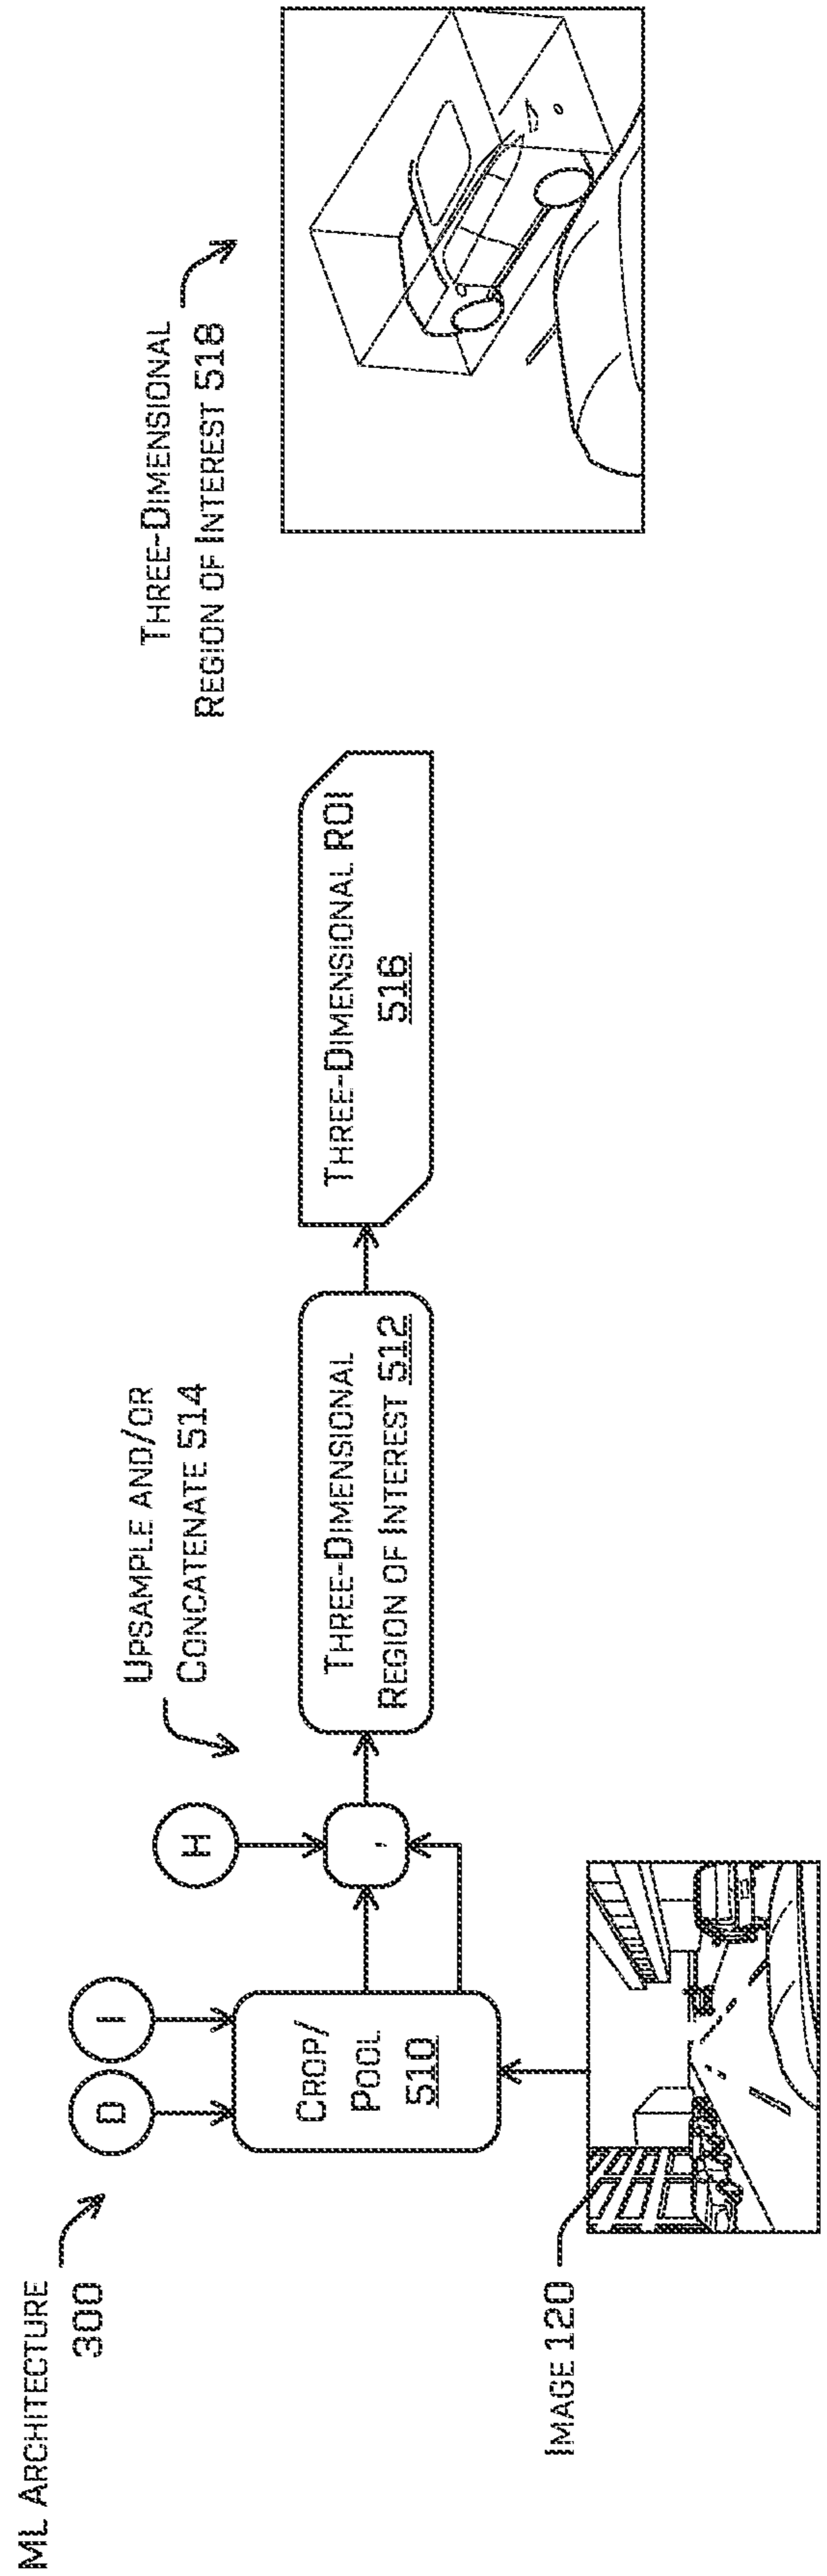 ML ARCHITECTURE
300
D
I
H
UPSAMPLE AND/OR
CONCATENATE 514
THREE-DIMENSIONAL
REGION OF INTEREST 518
CROP/
POOL
510
,
THREE-DIMENSIONAL
REGION OF INTEREST 512
THREE-DIMENSIONAL ROI
516
IMAGE 120